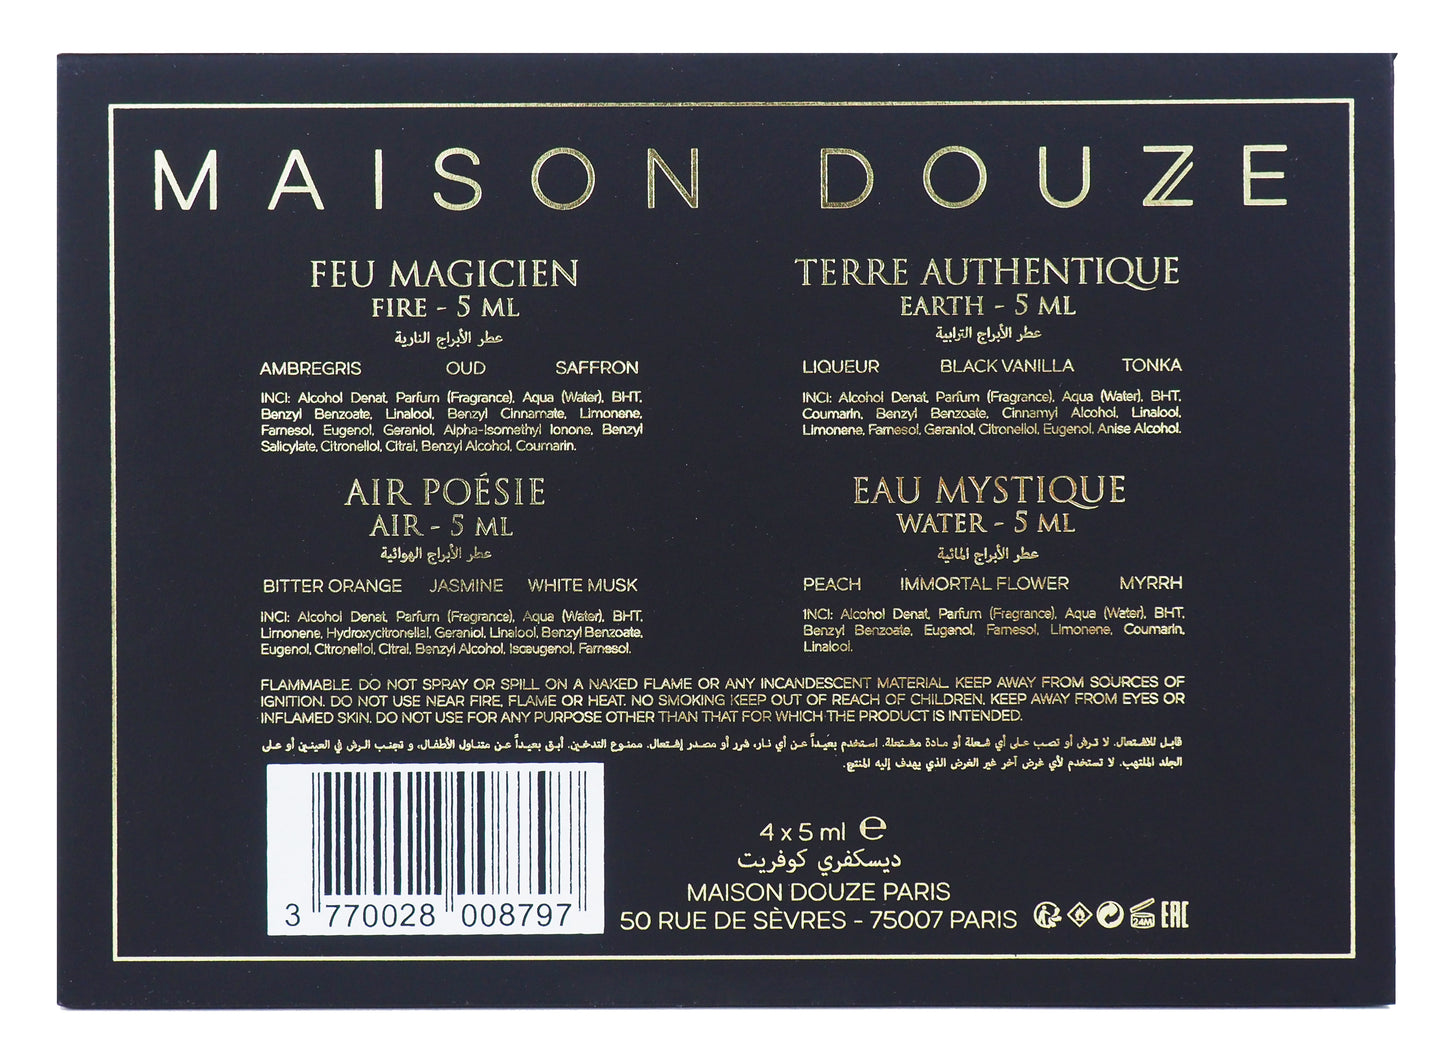 MAISON DOUZE
FEU MAGICIEN
FIRE - 5 ML
عطر الأبراج النارية
AMBREGRIS OUD SAFFRON
INCI: Alcohol Denat, Parfum (Fragrance), Aqua (Water), BHT,
Benzyl Benzoate, Linalool, Benzyl Cinnamate, Limonene,
Farnesol, Eugenol, Geraniol, Alpha-Isomethyl Ionone, Benzyl
Salicylate, Citronellol, Citral, Benzyl Alcohol, Coumarin.
TERRE AUTHENTIQUE
EARTH - 5 ML
عطر الأبراج الترابية
LIQUEUR BLACK VANILLA TONKA
INCI: Alcohol Denat, Parfum (Fragrance), Aqua (Water), BHT,
Coumarin, Benzyl Benzoate, Cinnamyl Alcohol, Linalool,
Limonene, Farnesol, Geraniol, Citronellol, Eugenol, Anise Alcohol.
AIR POÉSIE
AIR - 5 ML
عطر الأبراج الهوائية
BITTER ORANGE JASMINE WHITE MUSK
INCI: Alcohol Denat, Parfum (Fragrance), Aqua (Water), BHT,
Limonene, Hydroxycitronellal, Geraniol, Linalool, Benzyl Benzoate,
Eugenol, Citronellol, Citral, Benzyl Alcohol, Isoeugenol, Farnesol.
EAU MYSTIQUE
WATER - 5 ML
عطر الأبراج المائية
PEACH IMMORTAL FLOWER MYRRH
INCI: Alcohol Denat, Parfum (Fragrance), Aqua (Water), BHT,
Benzyl Benzoate, Eugenol, Farnesol, Limonene, Coumarin,
Linalool.
FLAMMABLE. DO NOT SPRAY OR SPILL ON A NAKED FLAME OR ANY INCANDESCENT MATERIAL. KEEP AWAY FROM SOURCES OF
IGNITION. DO NOT USE NEAR FIRE, FLAME OR HEAT. NO SMOKING KEEP OUT OF REACH OF CHILDREN. KEEP AWAY FROM EYES OR
INFLAMED SKIN. DO NOT USE FOR ANY PURPOSE OTHER THAN THAT FOR WHICH THE PRODUCT IS INTENDED.
قابل للاشتعال. لا ترش أو تصب على أي شعلة أو مادة مشتعلة. استخدم بعيداً عن أي نار، فرر أو مصدر إشتعال. ممنوع التدخين. أبق بعيداً عن متناول الأطفال، و تجنب الرش في العينين أو على
الجلد الملتهب. لا تستخدم لأي غرض آخر غير الغرض الذي يهدف إليه المنتج.
4 x 5 ml ℮
ديسكفري كوفريت
MAISON DOUZE PARIS
50 RUE DE SÈVRES - 75007 PARIS
24M
EAC
3 770028 008797